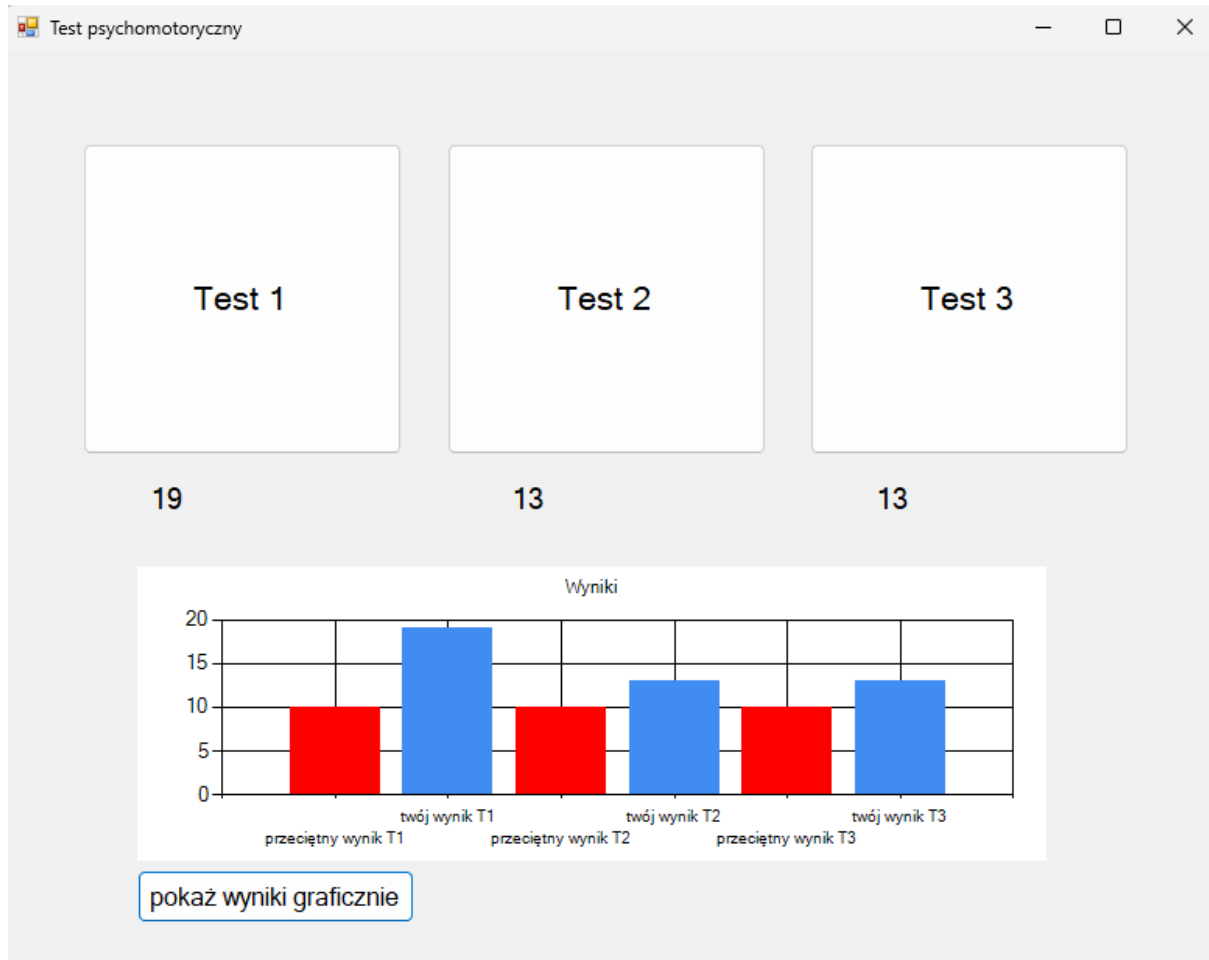 Test psychomotoryczny
Test 1
Test 2
Test 3
19
13
13
Wyniki
20
15
10
5
0
twój wynik T1
twój wynik T2
twój wynik T3
przeciętny wynik T1
przeciętny wynik T2
przeciętny wynik T3
pokaż wyniki graficznie